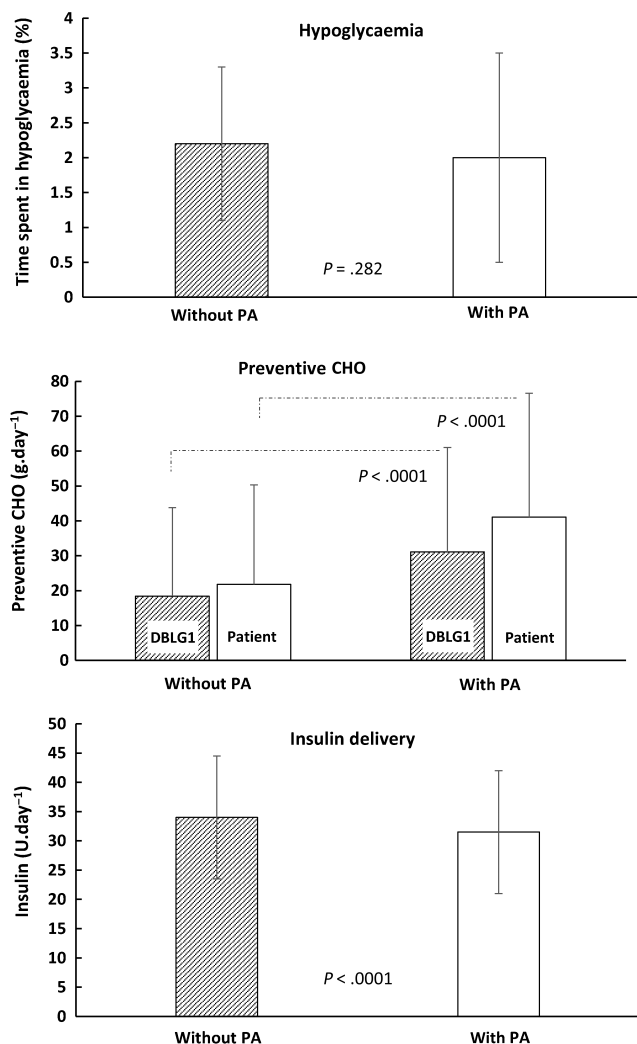 Hypoglycaemia
Time spent in hypoglycaemia (%)
4
3.5
3
2.5
2
1.5
1
0.5
0
P = .282
Without PA
With PA
Preventive CHO
Preventive CHO (g.day⁻¹)
80
70
60
50
40
30
20
10
0
P < .0001
P < .0001
DBLG1
Patient
DBLG1
Patient
Without PA
With PA
Insulin delivery
Insulin (U.day⁻¹)
50
45
40
35
30
25
20
15
10
5
0
P < .0001
Without PA
With PA